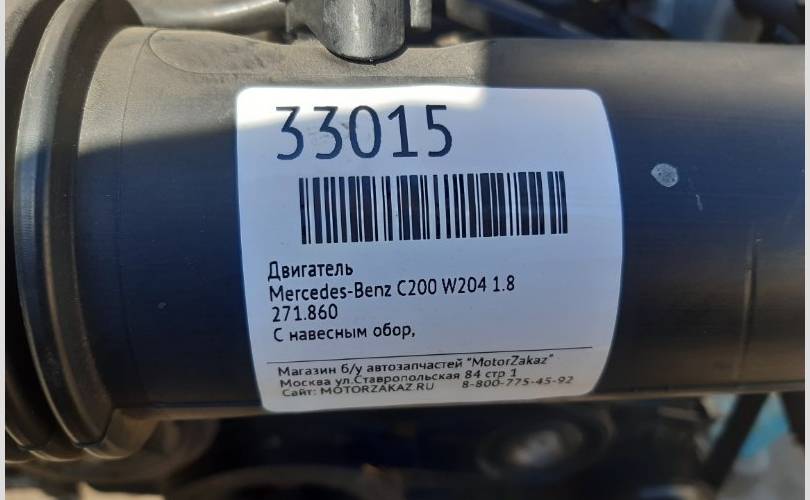 33015
Двигатель
Mercedes-Benz C200 W204 1.8
271.860
С навесным обор,
Магазин б/у автозапчастей "MotorZakaz"
Москва ул.Ставропольская 84 стр 1
Сайт: MOTORZAKAZ.RU 8-800-775-45-92